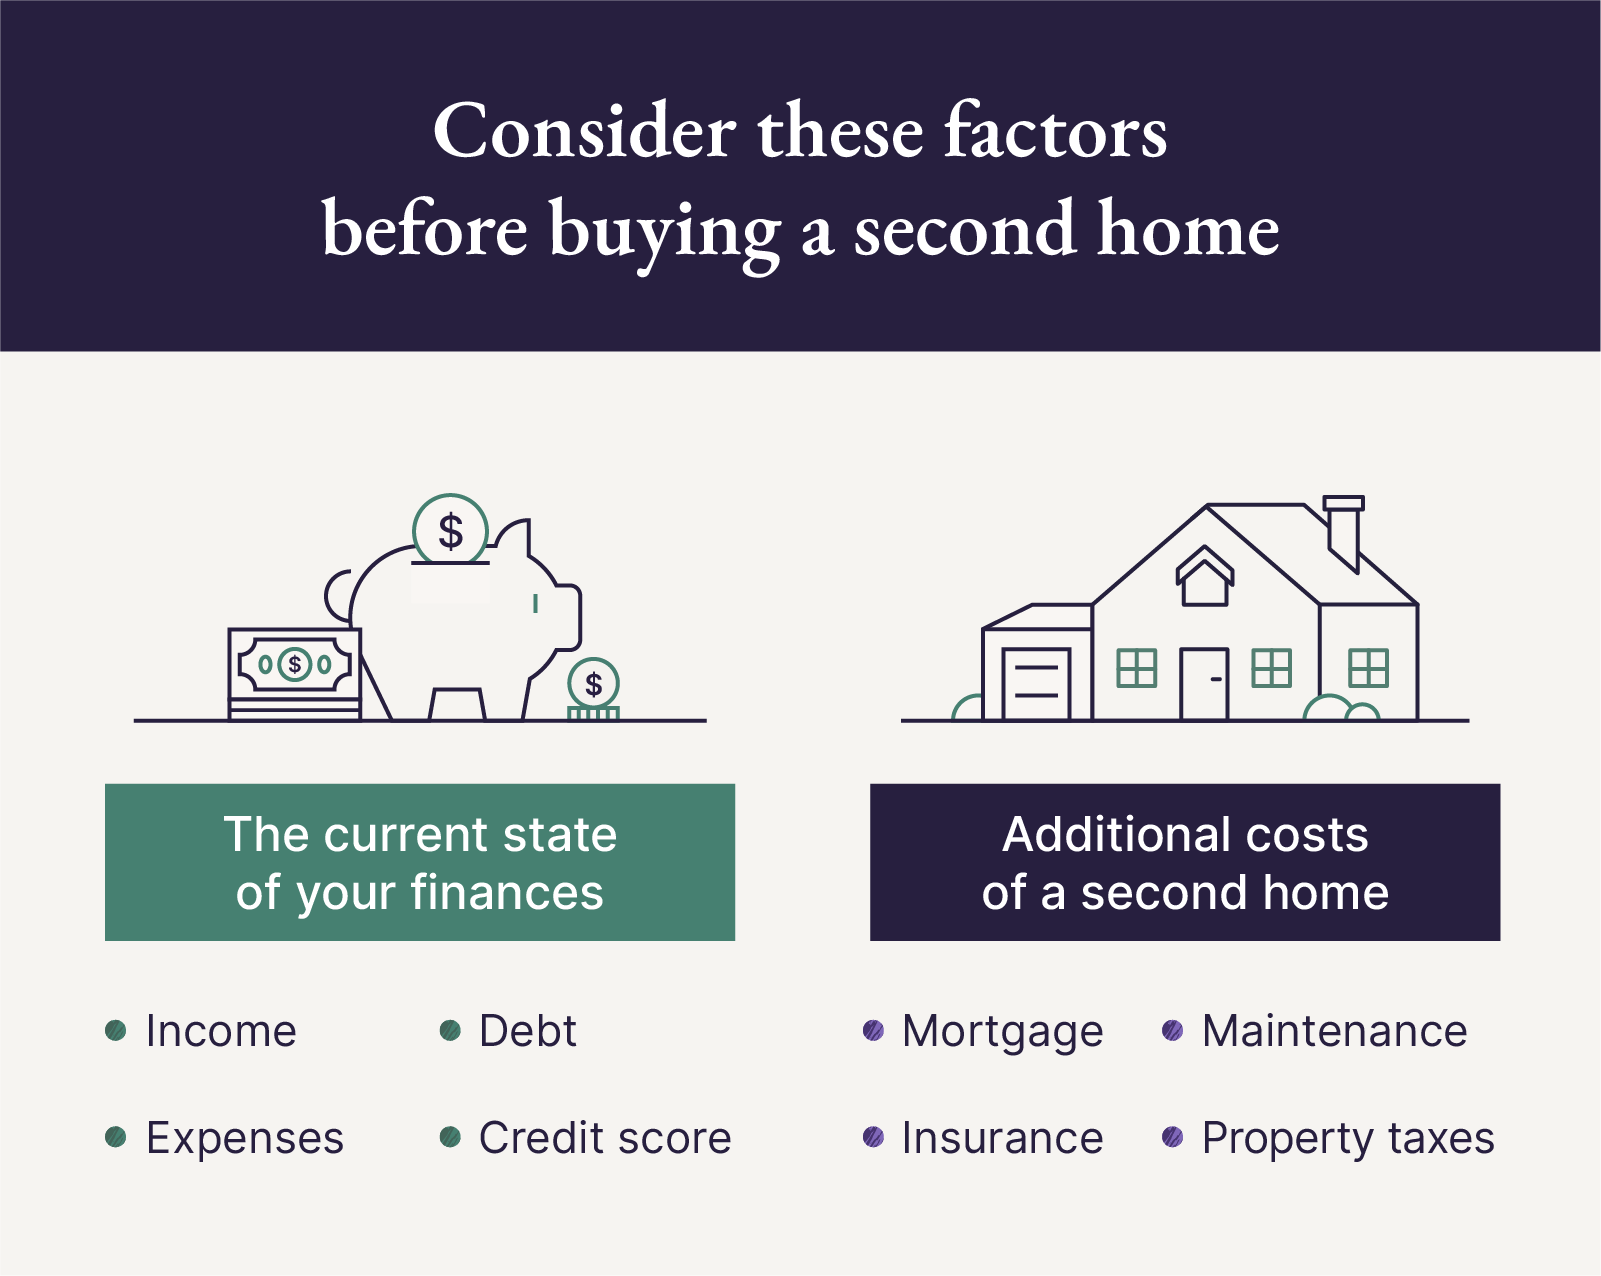 Consider these factors
before buying a second home
$
$
$
The current state
of your finances
Income
Debt
Expenses
Credit score
Additional costs
of a second home
Mortgage
Maintenance
Insurance
Property taxes